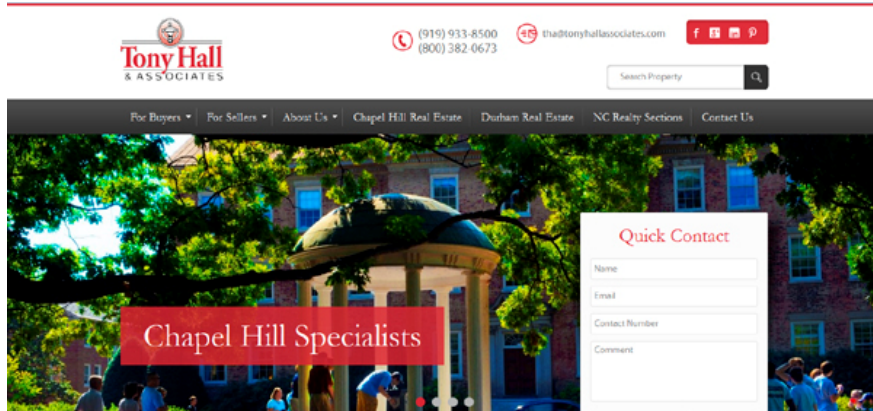 Tony Hall
& ASSOCIATES
(919) 933-8500
(800) 382-0673
tha@tonyhallassociates.com
Search Property
For Buyers
For Sellers
About Us
Chapel Hill Real Estate
Durham Real Estate
NC Realty Sections
Contact Us
Quick Contact
Name
Email
Contact Number
Comment
Chapel Hill Specialists